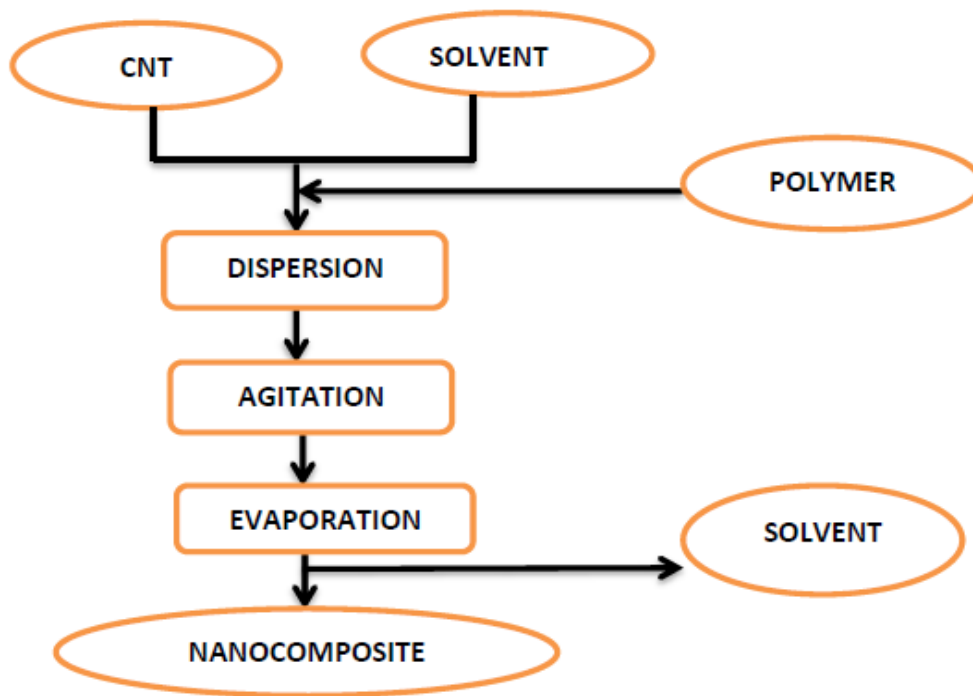 CNT
SOLVENT
POLYMER
DISPERSION
AGITATION
EVAPORATION
SOLVENT
NANOCOMPOSITE